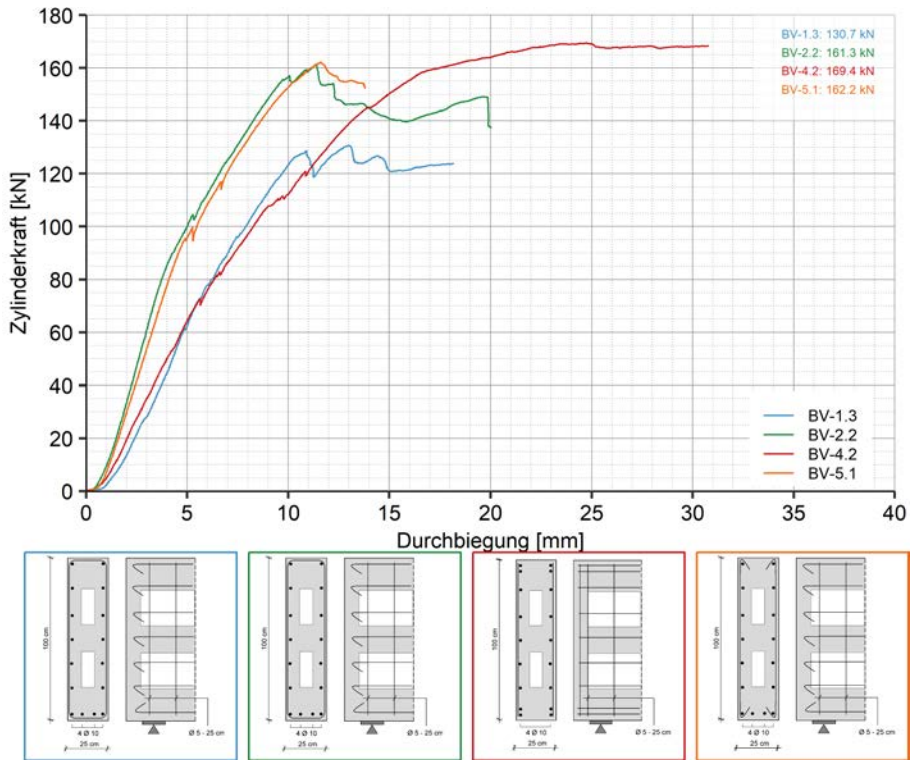 180
160
140
120
100
80
60
40
20
0
Zylinderkraft [kN]
BV-1.3: 130.7 kN
BV-2.2: 161.3 kN
BV-4.2: 169.4 kN
BV-5.1: 162.2 kN
BV-1.3
BV-2.2
BV-4.2
BV-5.1
0 5 10 15 20 25 30 35 40
Durchbiegung [mm]
100 cm
4 Ø 10
25 cm
Ø 5 - 25 cm
100 cm
4 Ø 10
25 cm
Ø 5 - 25 cm
100 cm
4 Ø 10
25 cm
Ø 5 - 25 cm
100 cm
4 Ø 10
25 cm
Ø 5 - 25 cm